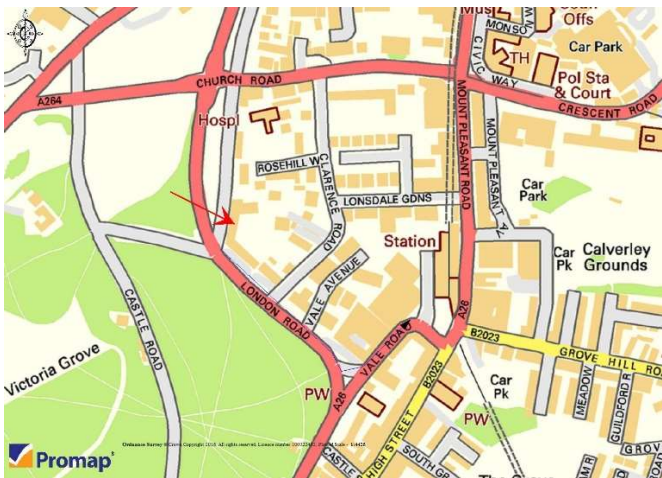 Mus
Offs
MONSO
CIVIC WAY
TH
Car Park
Pol Sta
& Court
CHURCH ROAD
A264
CRESCENT ROAD
Hospl
MOUNT PLEASANT ROAD
MOUNT PLEASANT AV
ROSEHILL W
CLARENCE ROAD
LONSDALE GDNS
Car
Park
Station
Car
Pk
Calverley
Grounds
VALE AVENUE
LONDON ROAD
CASTLE ROAD
A26
VALE ROAD
B2023
GROVE HILL RO
Victoria Grove
B2023
MEADOW
GUILDFORD R
Car
Pk
PW
A26
PW
HIGH STREET
CASTLE
SOUTH GR
GROV
The Grove
Promap